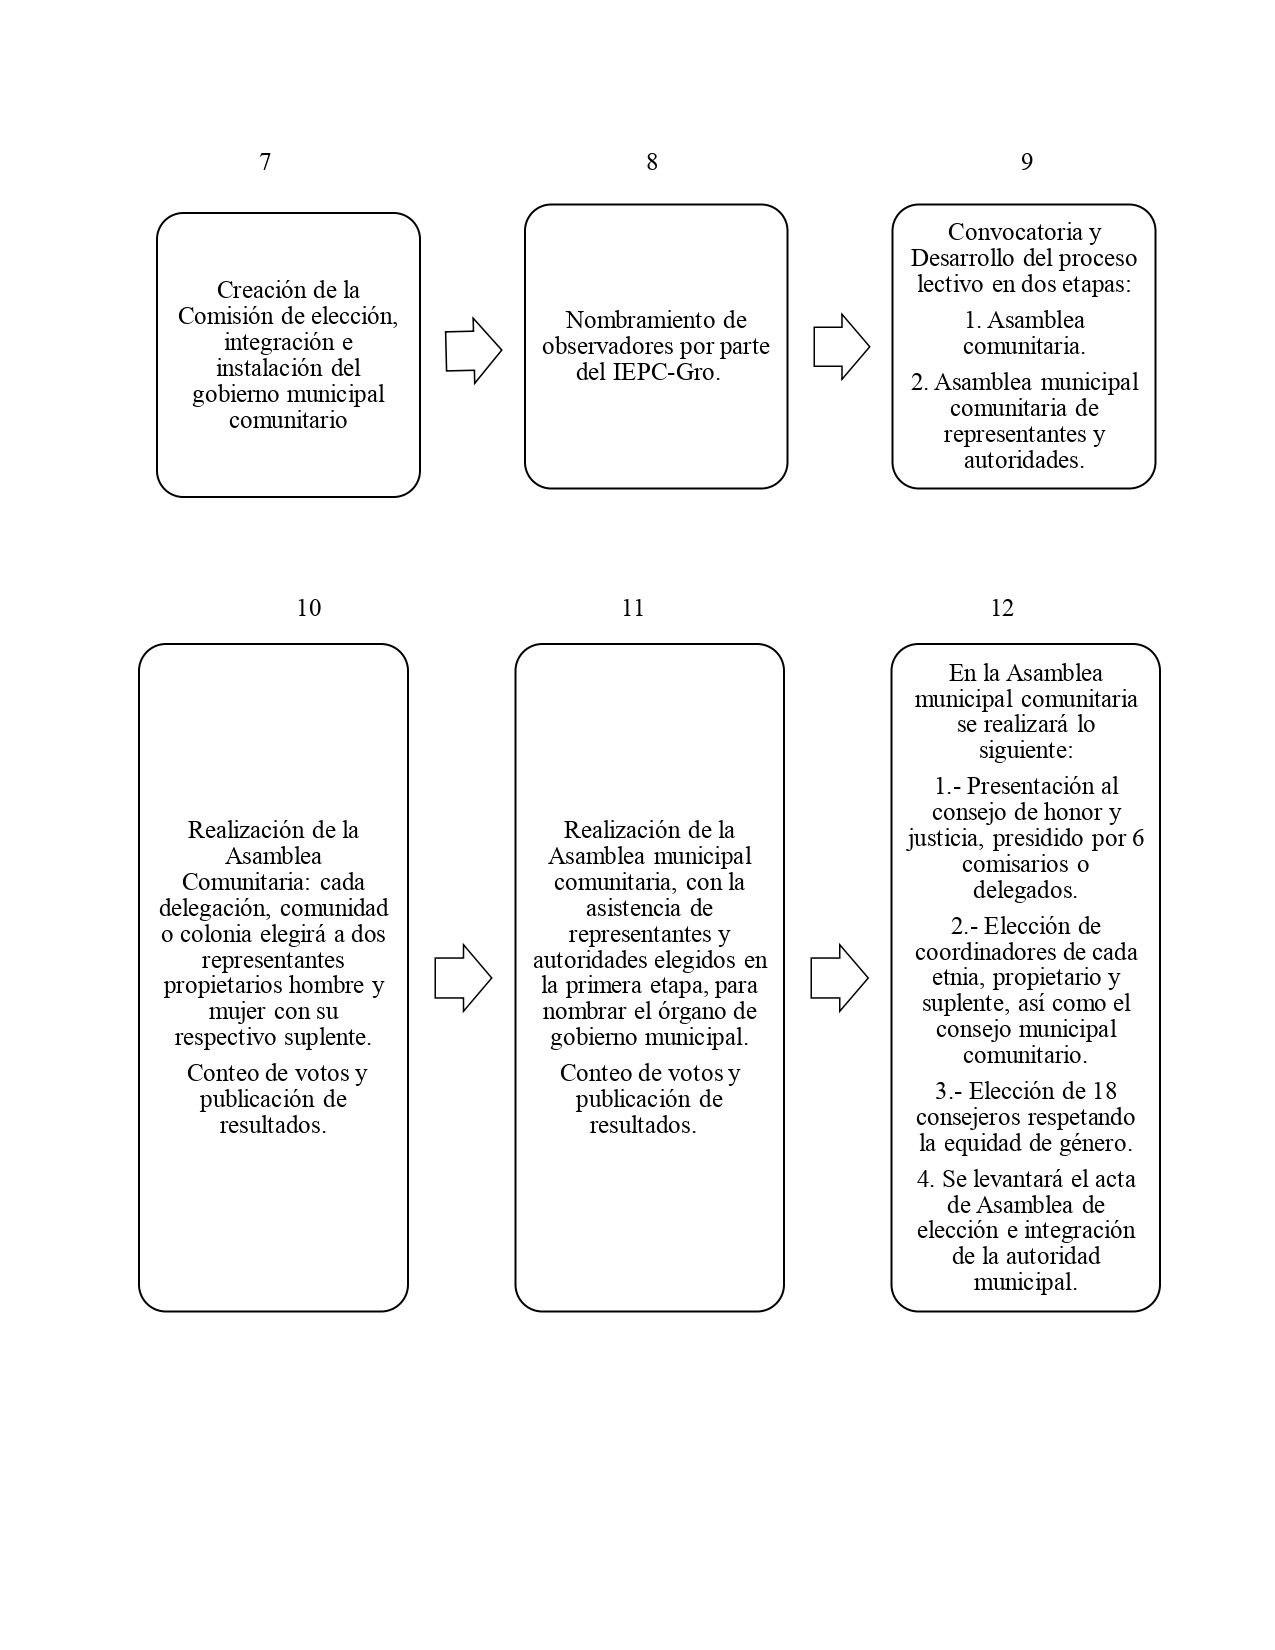 7
8
9
Creación de la
Comisión de elección,
integración e
instalación del
gobierno municipal
comunitario
Nombramiento de
observadores por parte
del IEPC-Gro.
Convocatoria y
Desarrollo del proceso
lectivo en dos etapas:
1. Asamblea
comunitaria.
2. Asamblea municipal
comunitaria de
representantes y
autoridades.
10
11
12
Realización de la
Asamblea
Comunitaria: cada
delegación, comunidad
o colonia elegirá a dos
representantes
propietarios hombre y
mujer con su
respectivo suplente.
Conteo de votos y
publicación de
resultados.
Realización de la
Asamblea municipal
comunitaria, con la
asistencia de
representantes y
autoridades elegidos en
la primera etapa, para
nombrar el órgano de
gobierno municipal.
Conteo de votos y
publicación de
resultados.
En la Asamblea
municipal comunitaria
se realizará lo
siguiente:
1.- Presentación al
consejo de honor y
justicia, presidido por 6
comisarios o
delegados.
2.- Elección de
coordinadores de cada
etnia, propietario y
suplente, así como el
consejo municipal
comunitario.
3.- Elección de 18
consejeros respetando
la equidad de género.
4. Se levantará el acta
de Asamblea de
elección e integración
de la autoridad
municipal.